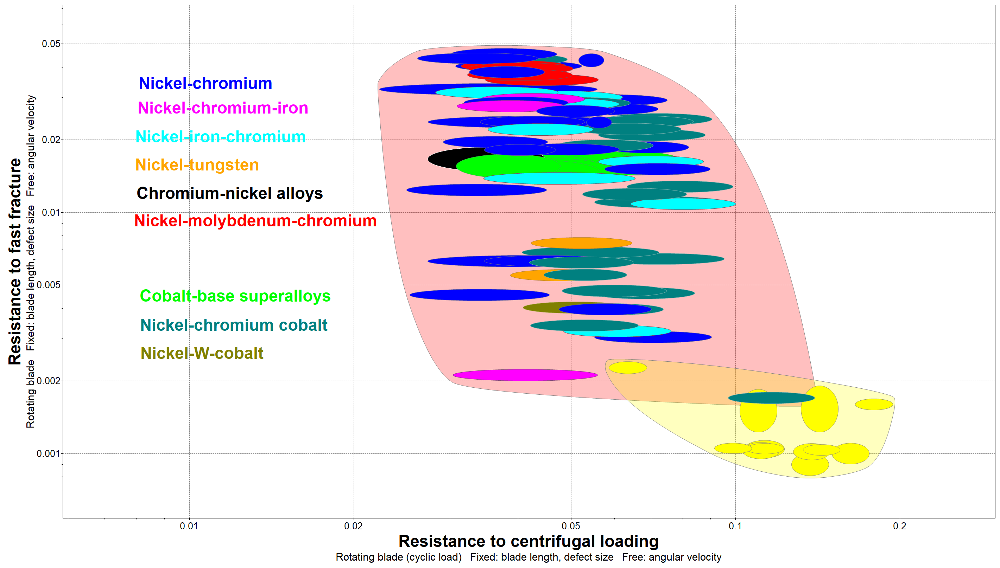 Resistance to fast fracture
Rotating blade Fixed: blade length, defect size Free: angular velocity
0.05
0.02
0.01
0.005
0.002
0.001
Nickel-chromium
Nickel-chromium-iron
Nickel-iron-chromium
Nickel-tungsten
Chromium-nickel alloys
Nickel-molybdenum-chromium
Cobalt-base superalloys
Nickel-chromium cobalt
Nickel-W-cobalt
0.01 0.02 0.05 0.1 0.2
Resistance to centrifugal loading
Rotating blade (cyclic load) Fixed: blade length, defect size Free: angular velocity